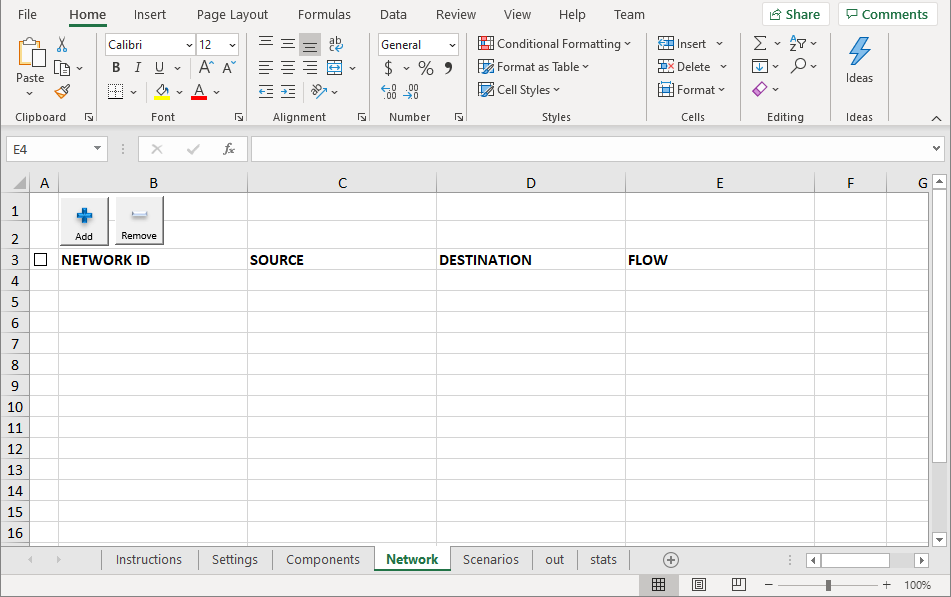 File Home Insert Page Layout Formulas Data Review View Help Team Share Comments
Calibri 12 ab General Conditional Formatting Insert
Paste B I U A A $ % Format as Table Delete Ideas
A Cell Styles Format
Clipboard Font Alignment Number Styles Cells Editing Ideas
E4 fx
A B C D E F G
1
Add Remove
2
3 NETWORK ID SOURCE DESTINATION FLOW
4
5
6
7
8
9
10
11
12
13
14
15
16
Instructions Settings Components Network Scenarios out stats
100%